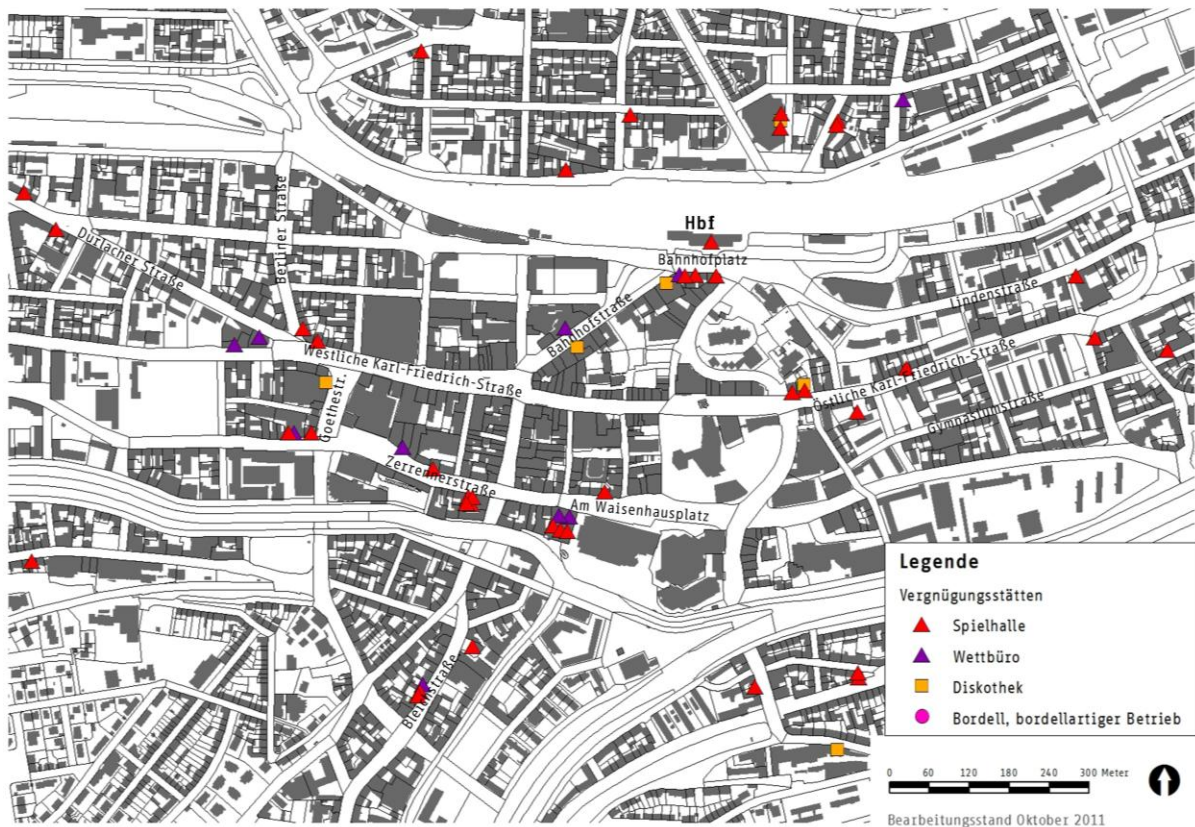 Hbf
Bahnhofplatz
Berliner Straße
Durlacher Straße
Lindenstraße
Bahnhofstraße
Westliche Karl-Friedrich-Straße
Östliche Karl-Friedrich-Straße
Goethestr.
Gymnasiumstraße
Zerrennerstraße
Am Waisenhausplatz
Bleichstraße
Legende
Vergnügungsstätten
Spielhalle
Wettbüro
Diskothek
Bordell, bordellartiger Betrieb
0 60 120 180 240 300 Meter
Bearbeitungsstand Oktober 2011